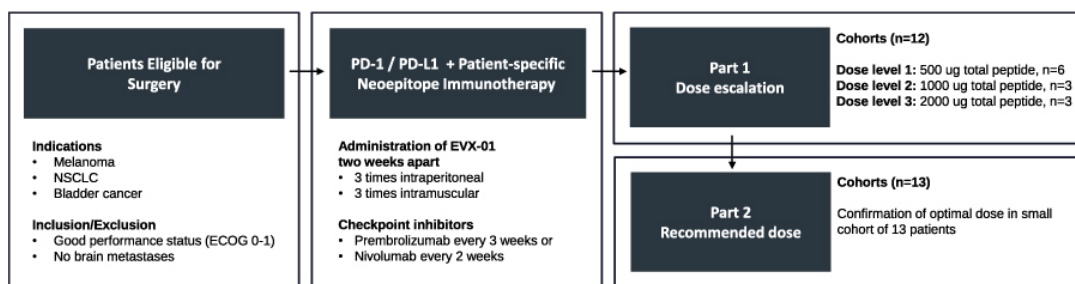 Patients Eligible for
Surgery
Indications
• Melanoma
• NSCLC
• Bladder cancer
Inclusion/Exclusion
• Good performance status (ECOG 0-1)
• No brain metastases
PD-1 / PD-L1 + Patient-specific
Neoepitope Immunotherapy
Administration of EVX-01
two weeks apart
• 3 times intraperitoneal
• 3 times intramuscular
Checkpoint inhibitors
• Prembrolizumab every 3 weeks or
• Nivolumab every 2 weeks
Part 1
Dose escalation
Cohorts (n=12)
Dose level 1: 500 ug total peptide, n=6
Dose level 2: 1000 ug total peptide, n=3
Dose level 3: 2000 ug total peptide, n=3
Part 2
Recommended dose
Cohorts (n=13)
Confirmation of optimal dose in small
cohort of 13 patients